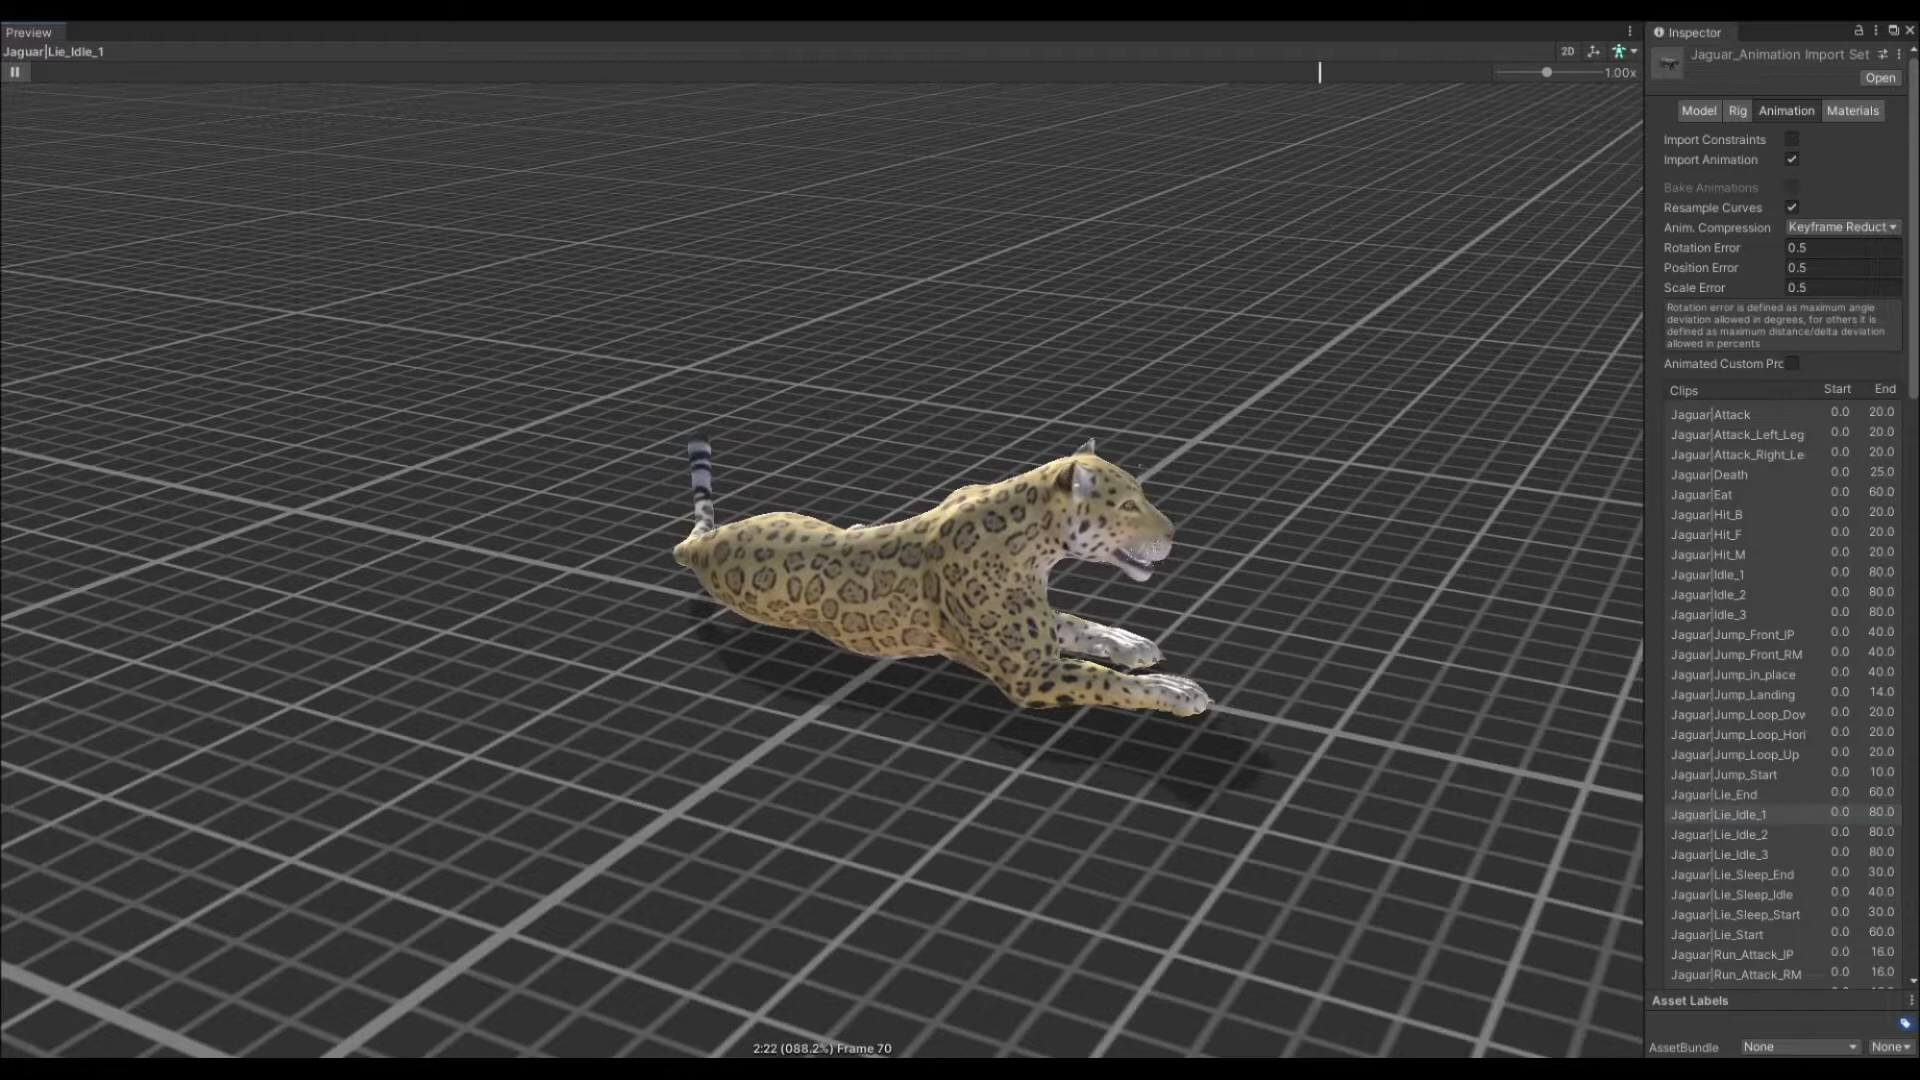 Preview
Jaguar|Lie_Idle_1
2D
1.00x
2:22 (088.2%) Frame 70
Inspector
Jaguar_Animation Import Set
Open
Model Rig Animation Materials
Import Constraints
Import Animation
Bake Animations
Resample Curves
Anim. Compression Keyframe Reduct
Rotation Error 0.5
Position Error 0.5
Scale Error 0.5
Rotation error is defined as maximum angle
deviation allowed in degrees, for others it is
defined as maximum distance/delta deviation
allowed in percents
Animated Custom Prc
Clips Start End
Jaguar|Attack 0.0 20.0
Jaguar|Attack_Left_Leg 0.0 20.0
Jaguar|Attack_Right_Le 0.0 20.0
Jaguar|Death 0.0 25.0
Jaguar|Eat 0.0 60.0
Jaguar|Hit_B 0.0 20.0
Jaguar|Hit_F 0.0 20.0
Jaguar|Hit_M 0.0 20.0
Jaguar|Idle_1 0.0 80.0
Jaguar|Idle_2 0.0 80.0
Jaguar|Idle_3 0.0 80.0
Jaguar|Jump_Front_IP 0.0 40.0
Jaguar|Jump_Front_RM 0.0 40.0
Jaguar|Jump_in_place 0.0 40.0
Jaguar|Jump_Landing 0.0 14.0
Jaguar|Jump_Loop_Dov 0.0 20.0
Jaguar|Jump_Loop_Hori 0.0 20.0
Jaguar|Jump_Loop_Up 0.0 20.0
Jaguar|Jump_Start 0.0 10.0
Jaguar|Lie_End 0.0 60.0
Jaguar|Lie_Idle_1 0.0 80.0
Jaguar|Lie_Idle_2 0.0 80.0
Jaguar|Lie_Idle_3 0.0 80.0
Jaguar|Lie_Sleep_End 0.0 30.0
Jaguar|Lie_Sleep_Idle 0.0 40.0
Jaguar|Lie_Sleep_Start 0.0 30.0
Jaguar|Lie_Start 0.0 60.0
Jaguar|Run_Attack_IP 0.0 16.0
Jaguar|Run_Attack_RM 0.0 16.0
Asset Labels
AssetBundle None None